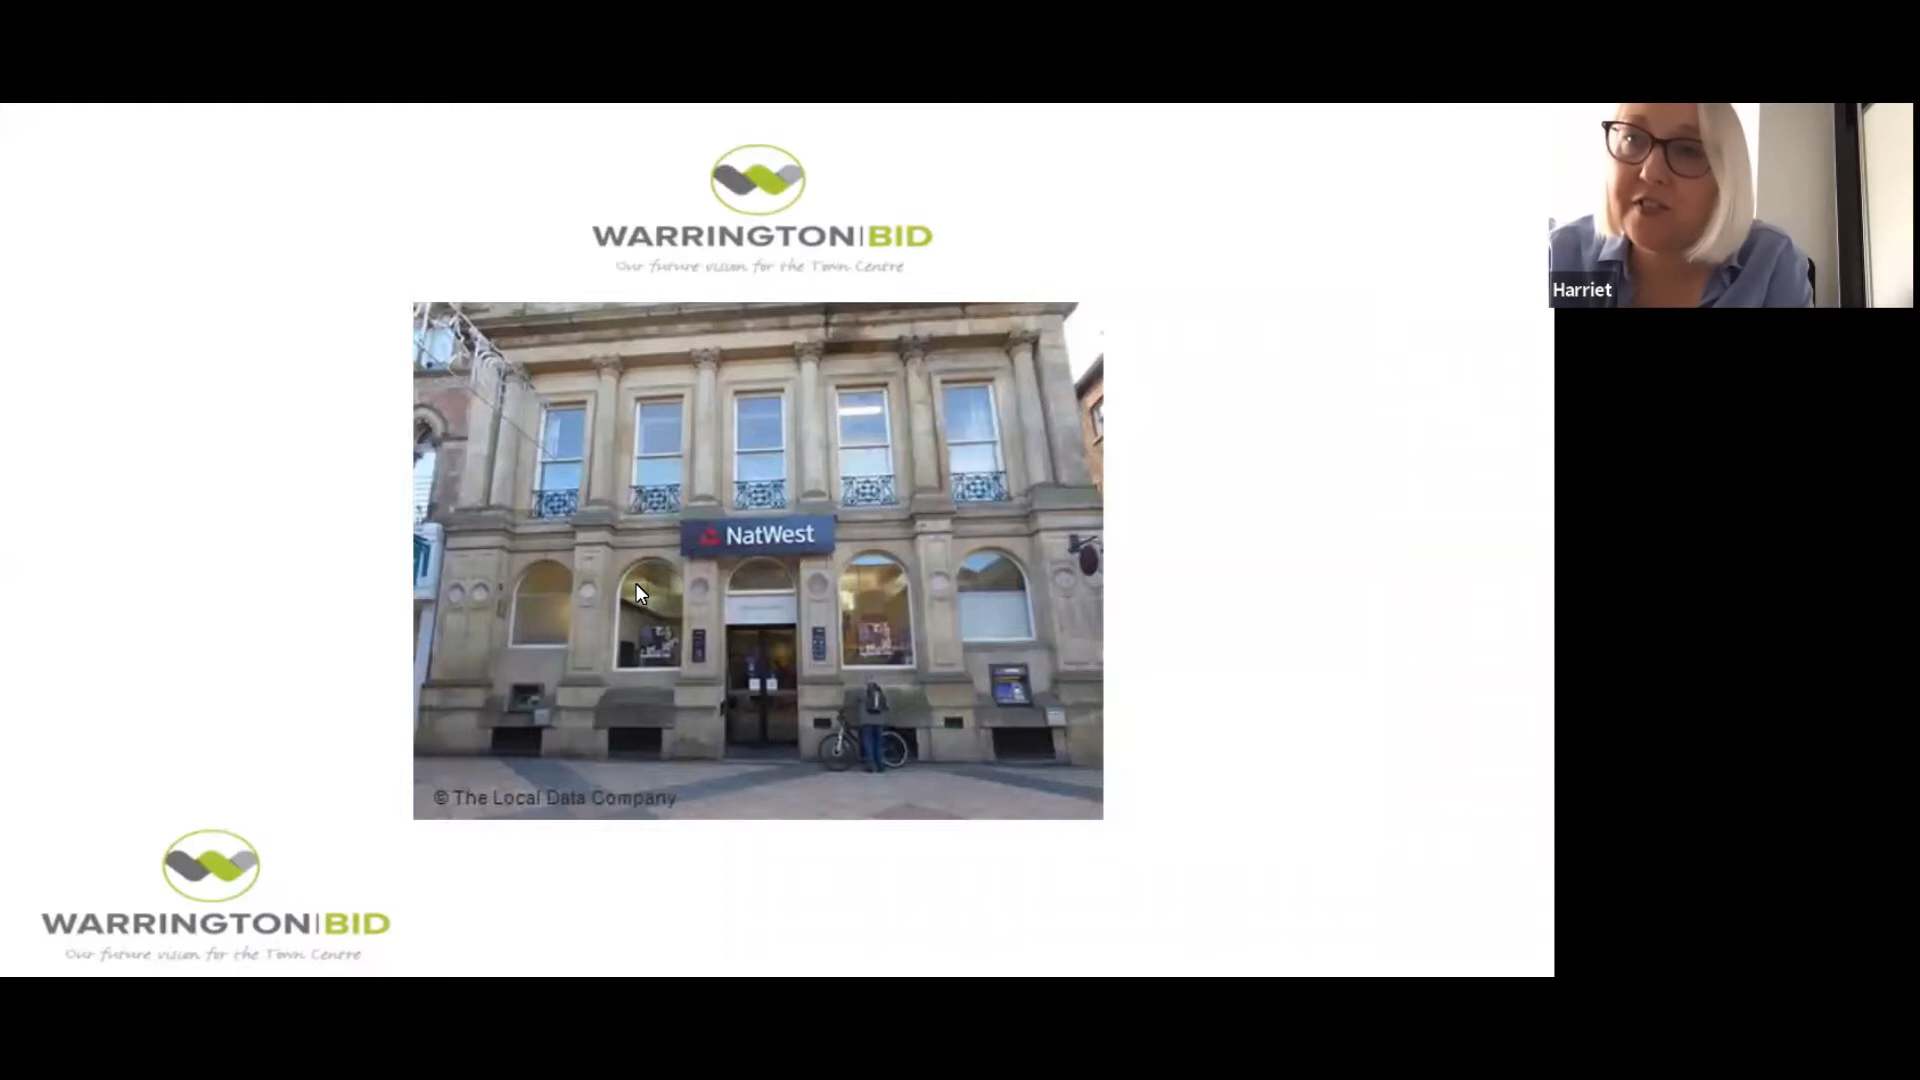 WARRINGTON|BID
Our future vision for the Town Centre
Harriet
NatWest
© The Local Data Company
WARRINGTON|BID
Our future vision for the Town Centre